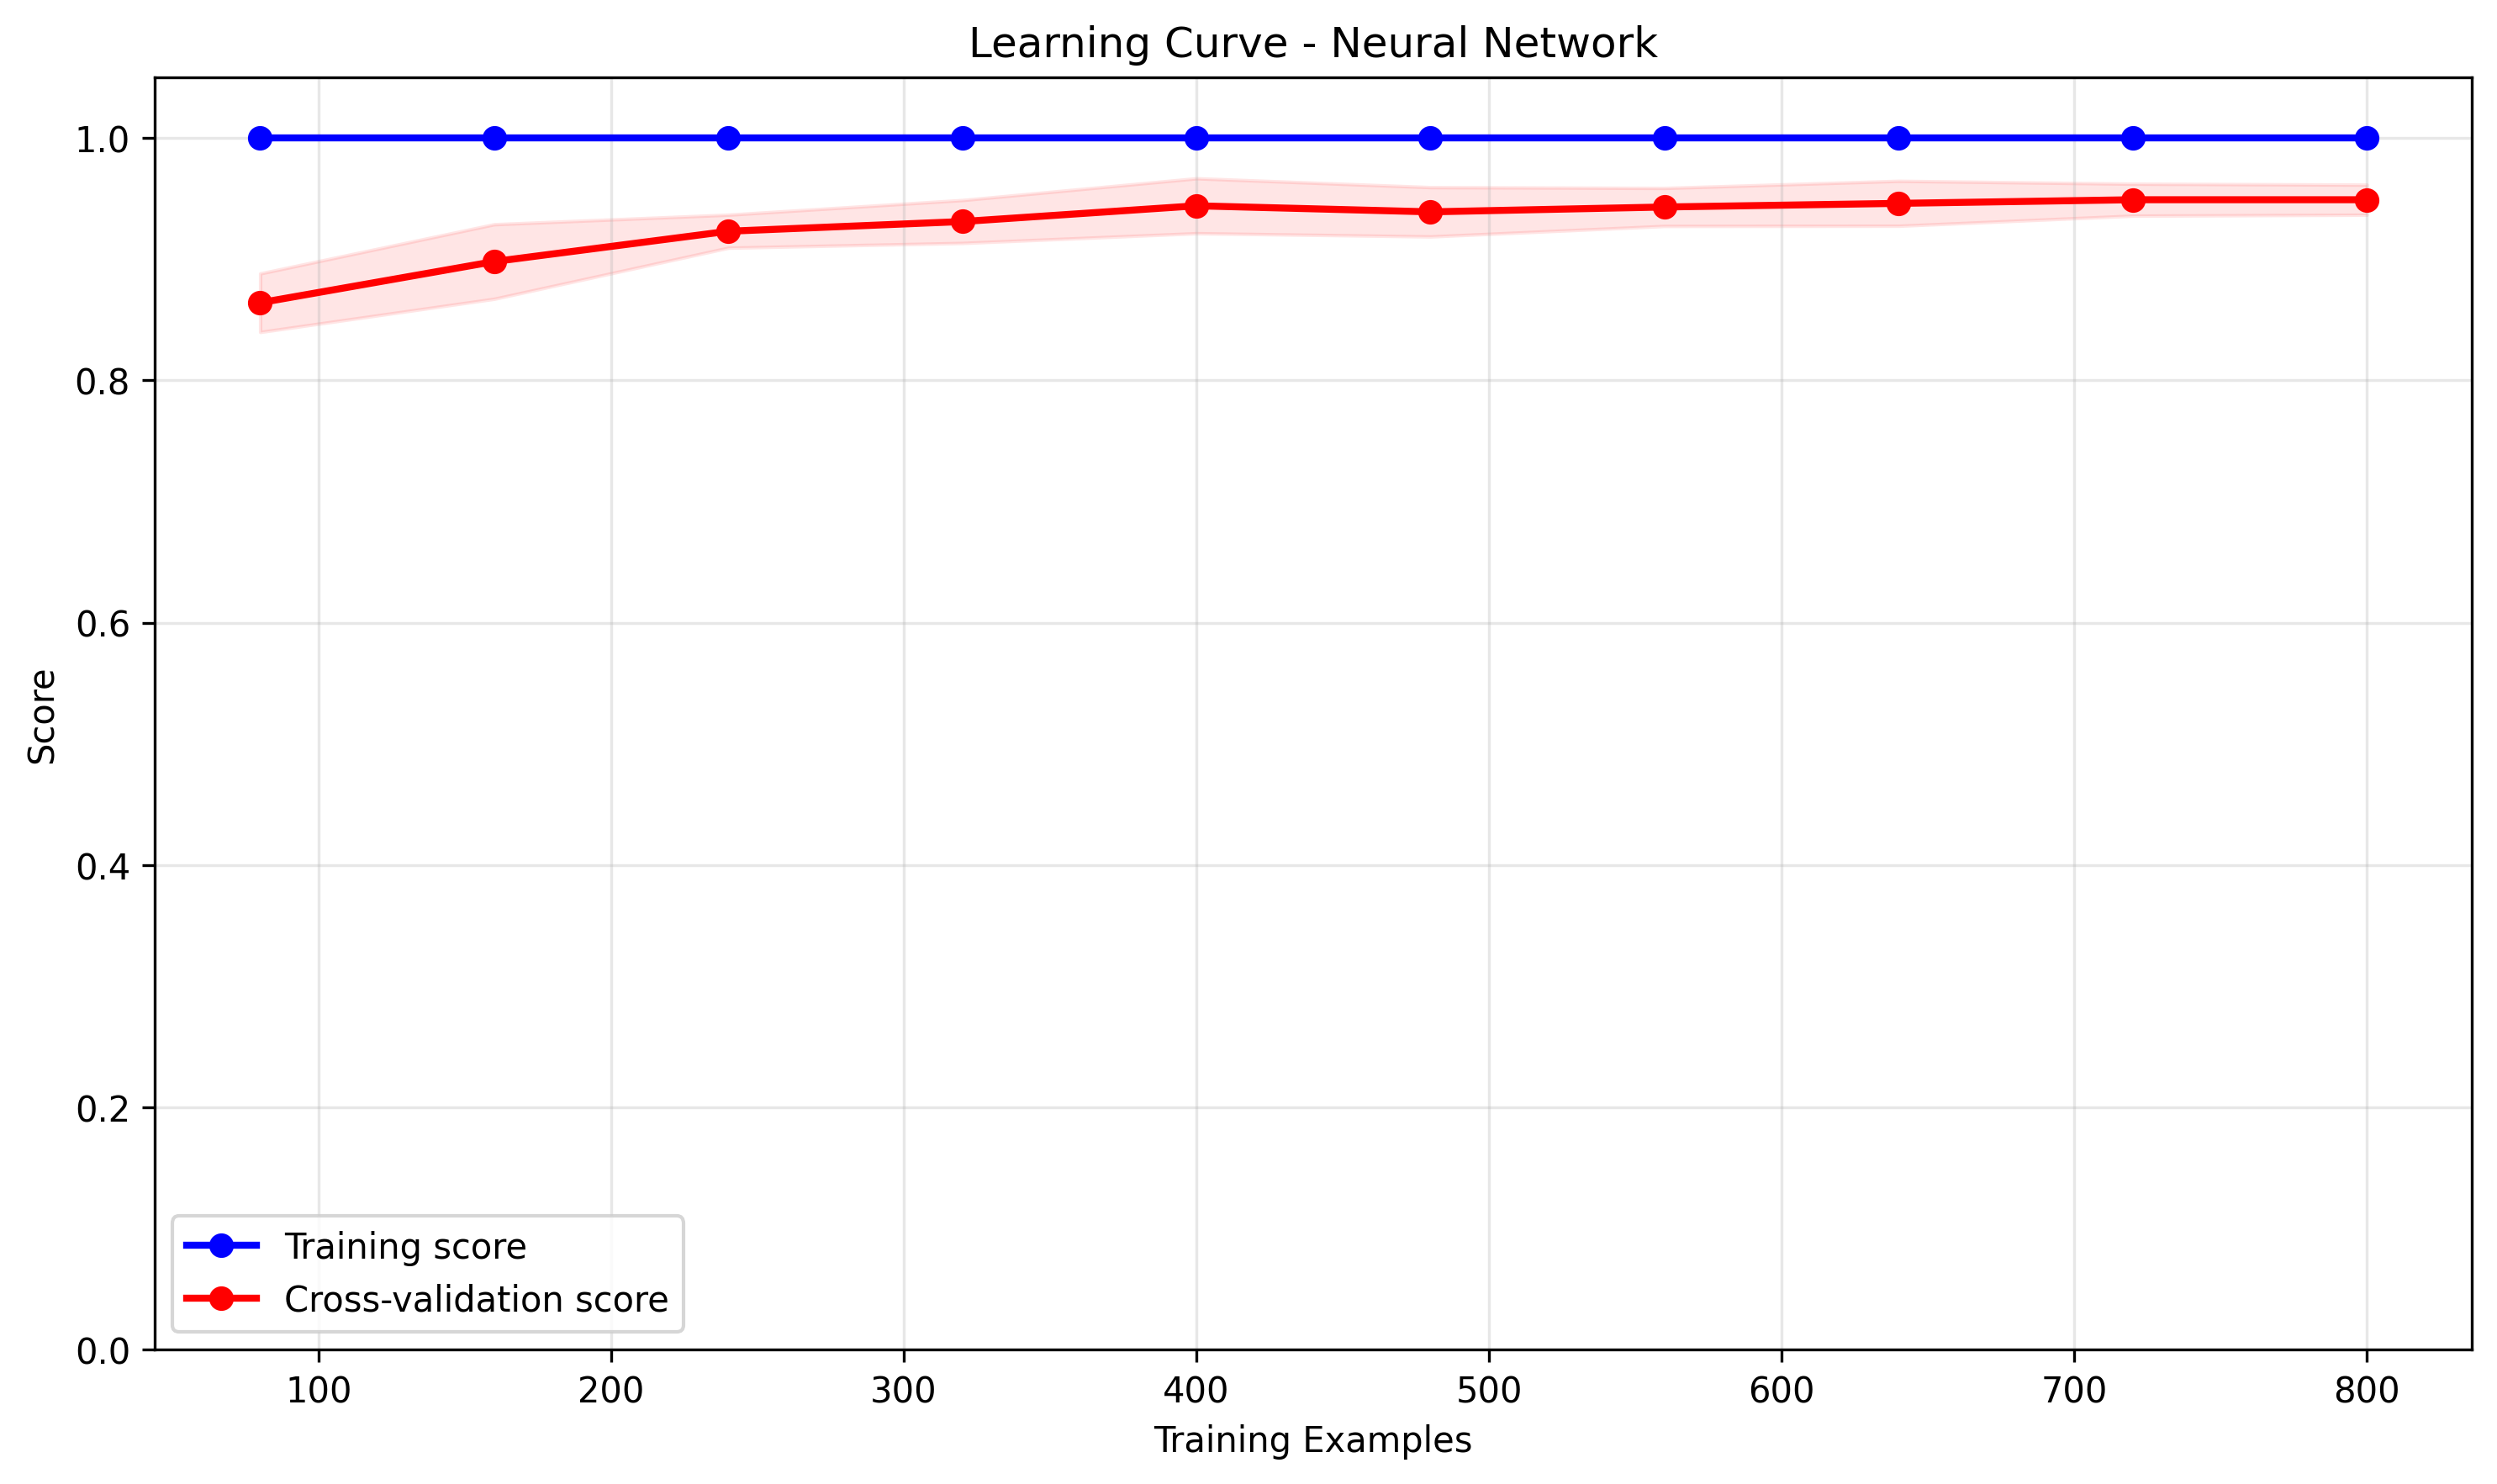 Learning Curve - Neural Network
1.0
0.8
0.6
0.4
0.2
0.0
Score
Training score
Cross-validation score
100 200 300 400 500 600 700 800
Training Examples